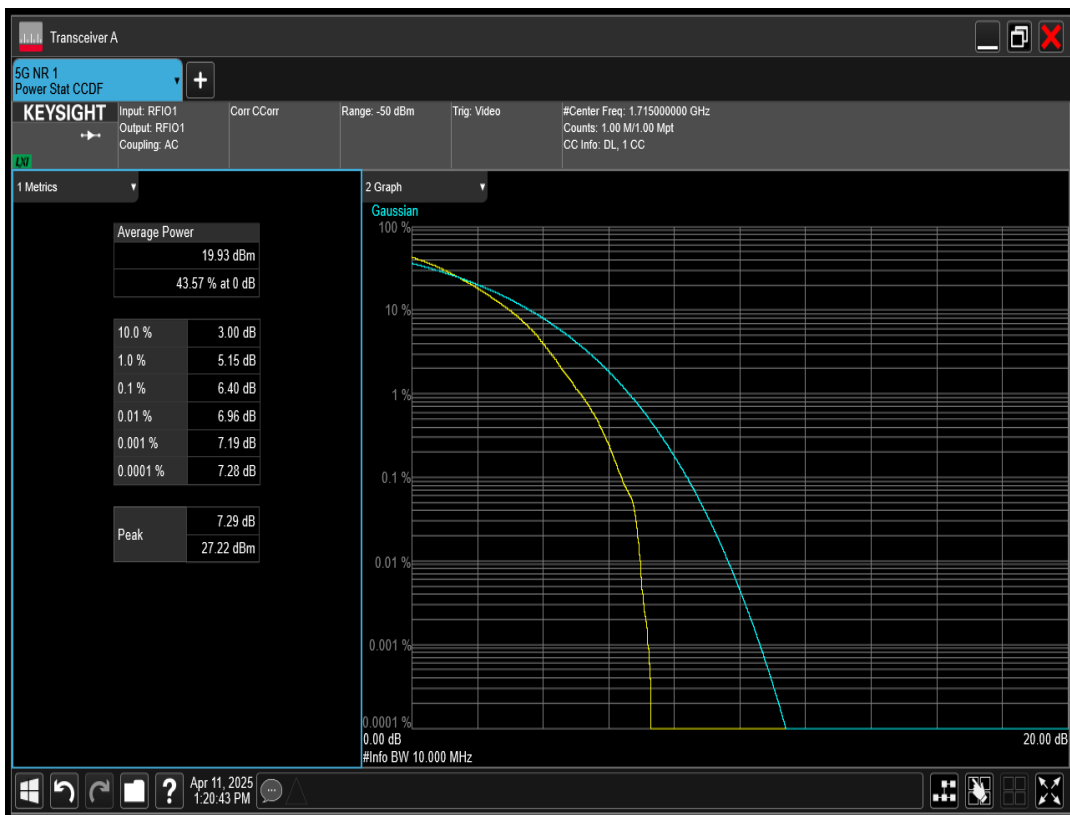 Transceiver A
5G NR 1
Power Stat CCDF
+
KEYSIGHT
LXI
Input: RFIO1
Output: RFIO1
Coupling: AC
Corr CCorr
Range: -50 dBm
Trig: Video
#Center Freq: 1.715000000 GHz
Counts: 1.00 M/1.00 Mpt
CC Info: DL, 1 CC
1 Metrics
Average Power
19.93 dBm
43.57 % at 0 dB
10.0 % 3.00 dB
1.0 % 5.15 dB
0.1 % 6.40 dB
0.01 % 6.96 dB
0.001 % 7.19 dB
0.0001 % 7.28 dB
Peak
7.29 dB
27.22 dBm
2 Graph
Gaussian
100 %
10 %
1 %
0.1 %
0.01 %
0.001 %
0.0001 %
0.00 dB 20.00 dB
#Info BW 10.000 MHz
?
Apr 11, 2025
1:20:43 PM